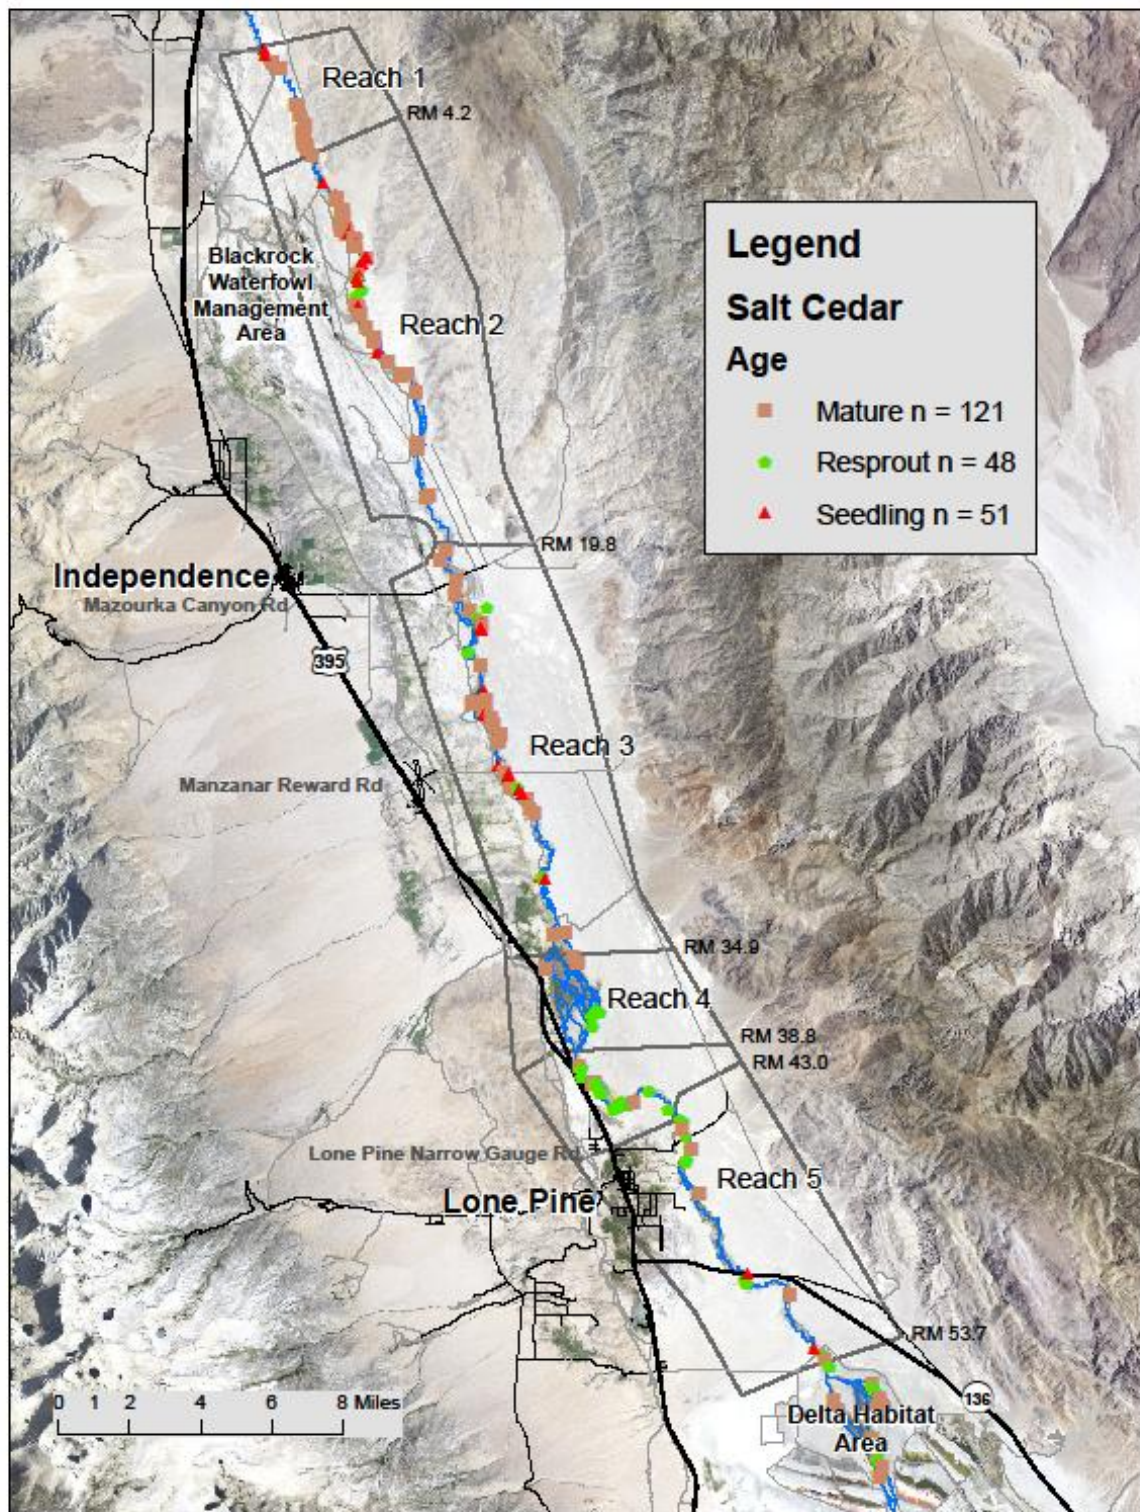 Reach 1
RM 4.2
Legend
Salt Cedar
Age
Mature n = 121
Resprout n = 48
Seedling n = 51
Blackrock
Waterfowl
Management
Area
Reach 2
RM 19.8
Independence
Mazourka Canyon Rd
395
Reach 3
Manzanar Reward Rd
RM 34.9
Reach 4
RM 38.8
RM 43.0
Lone Pine Narrow Gauge Rd
Reach 5
Lone Pine
RM 53.7
0 1 2 4 6 8 Miles
136
Delta Habitat
Area